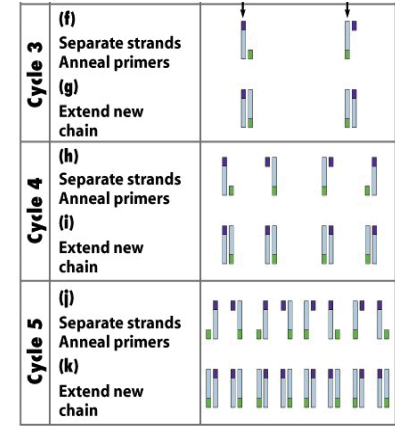 Cycle 3
(f)
Separate strands
Anneal primers
(g)
Extend new
chain
Cycle 4
(h)
Separate strands
Anneal primers
(i)
Extend new
chain
Cycle 5
(j)
Separate strands
Anneal primers
(k)
Extend new
chain